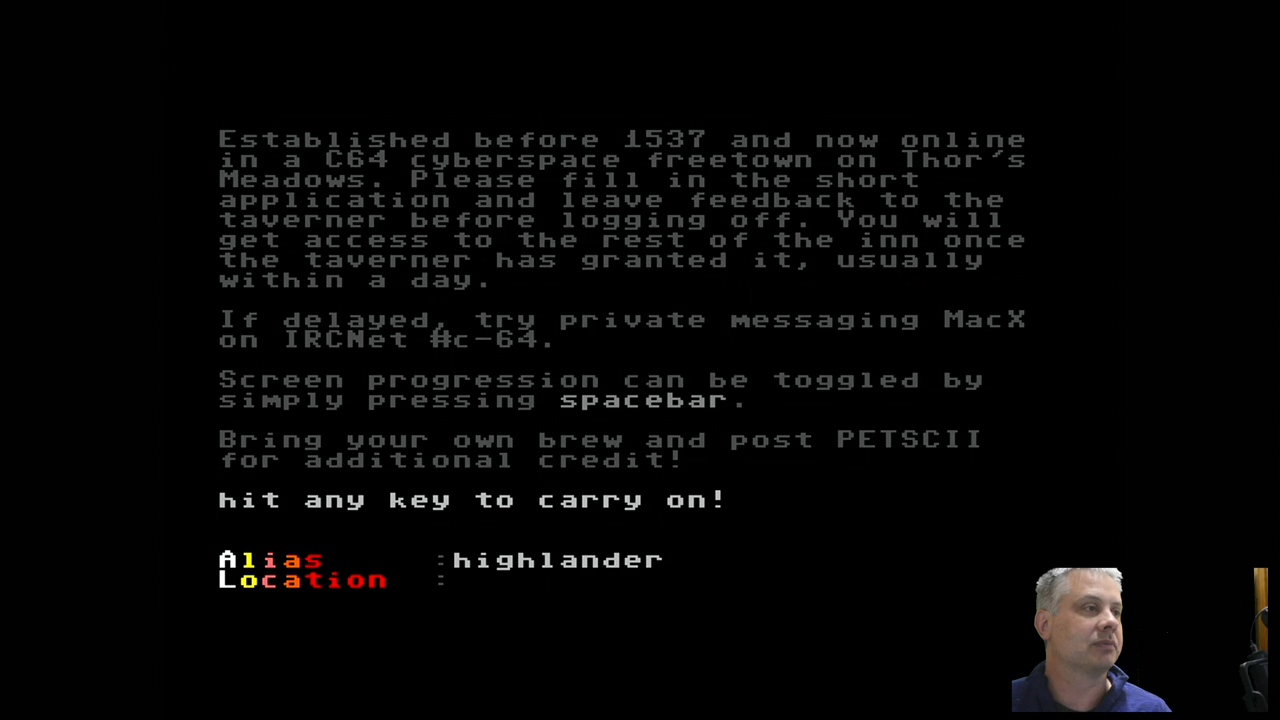 Established before 1537 and now online
in a C64 cyberspace freetown on Thor's
Meadows. Please fill in the short
application and leave feedback to the
taverner before logging off. You will
get access to the rest of the inn once
the taverner has granted it, usually
within a day.
If delayed, try private messaging MacX
on IRCNet #c-64.
Screen progression can be toggled by
simply pressing spacebar.
Bring your own brew and post PETSCII
for additional credit!
hit any key to carry on!
Alias :highlander
Location :